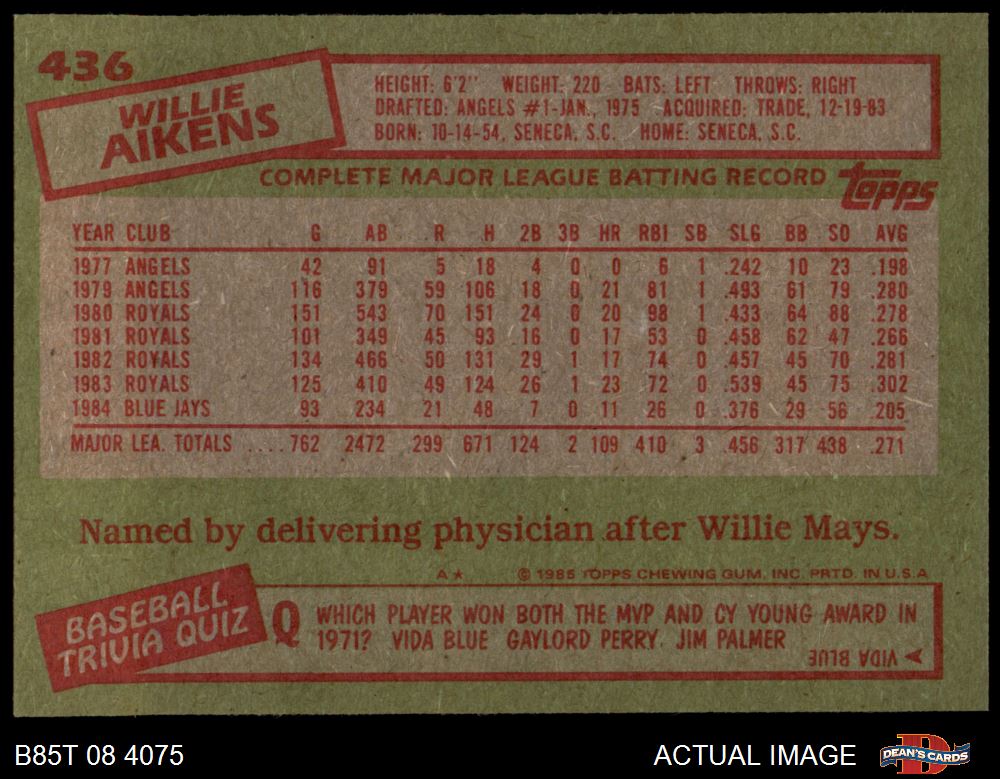 436
WILLIE
AIKENS
HEIGHT: 6'2" WEIGHT: 220 BATS: LEFT THROWS: RIGHT
DRAFTED: ANGELS #1-JAN., 1975 ACQUIRED: TRADE, 12-19-83
BORN: 10-14-54, SENECA, S.C. HOME: SENECA, S.C.
COMPLETE MAJOR LEAGUE BATTING RECORD
topps
YEAR CLUB G AB R H 2B 3B HR RBI SB SLG BB SO AVG
1977 ANGELS 42 91 5 18 4 0 0 6 1 .242 10 23 .198
1979 ANGELS 116 379 59 106 18 0 21 81 1 .493 61 79 .280
1980 ROYALS 151 543 70 151 24 0 20 98 1 .433 64 88 .278
1981 ROYALS 101 349 45 93 16 0 17 53 0 .458 62 47 .266
1982 ROYALS 134 466 50 131 29 1 17 74 0 .457 45 70 .281
1983 ROYALS 125 410 49 124 26 1 23 72 0 .539 45 75 .302
1984 BLUE JAYS 93 234 21 48 7 0 11 26 0 .376 29 56 .205
MAJOR LEA. TOTALS .... 762 2472 299 671 124 2 109 410 3 .456 317 438 .271
Named by delivering physician after Willie Mays.
A★ © 1985 TOPPS CHEWING GUM, INC. PRTD. IN U.S.A.
BASEBALL
TRIVIA QUIZ
Q WHICH PLAYER WON BOTH THE MVP AND CY YOUNG AWARD IN
1971? VIDA BLUE GAYLORD PERRY. JIM PALMER
A VIDA BLUE
B85T 08 4075
ACTUAL IMAGE
DEAN'S CARDS